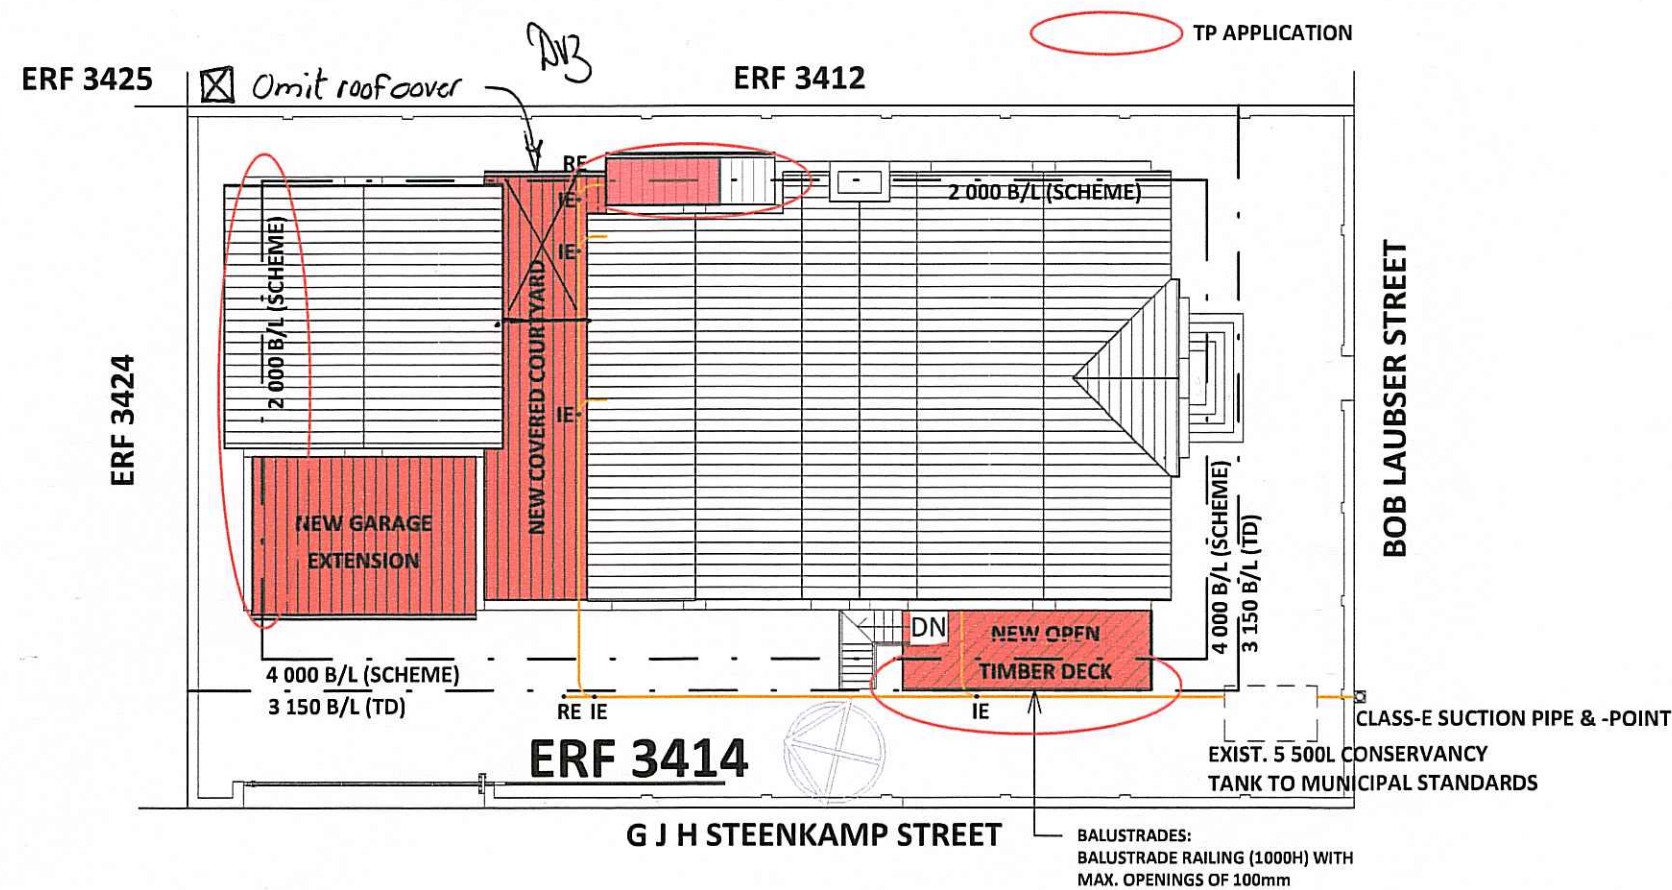 TP APPLICATION
ERF 3425
Omit roof cover
ERF 3412
RE
IE
2 000 B/L (SCHEME)
IE
2 000 B/L (SCHEME)
NEW COVERED COURTYARD
IE
ERF 3424
BOB LAUBSER STREET
NEW GARAGE
EXTENSION
4 000 B/L (SCHEME)
3 150 B/L (TD)
DN
NEW OPEN
TIMBER DECK
4 000 B/L (SCHEME)
3 150 B/L (TD)
RE IE
IE
CLASS-E SUCTION PIPE & -POINT
ERF 3414
EXIST. 5 500L CONSERVANCY
TANK TO MUNICIPAL STANDARDS
G J H STEENKAMP STREET
BALUSTRADES:
BALUSTRADE RAILING (1000H) WITH
MAX. OPENINGS OF 100mm